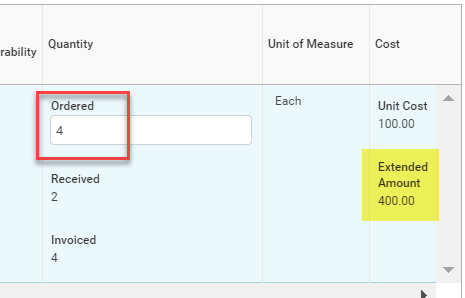 rability Quantity Unit of Measure Cost
Ordered
4
Received
2
Invoiced
4
Each
Unit Cost
100.00
Extended
Amount
400.00